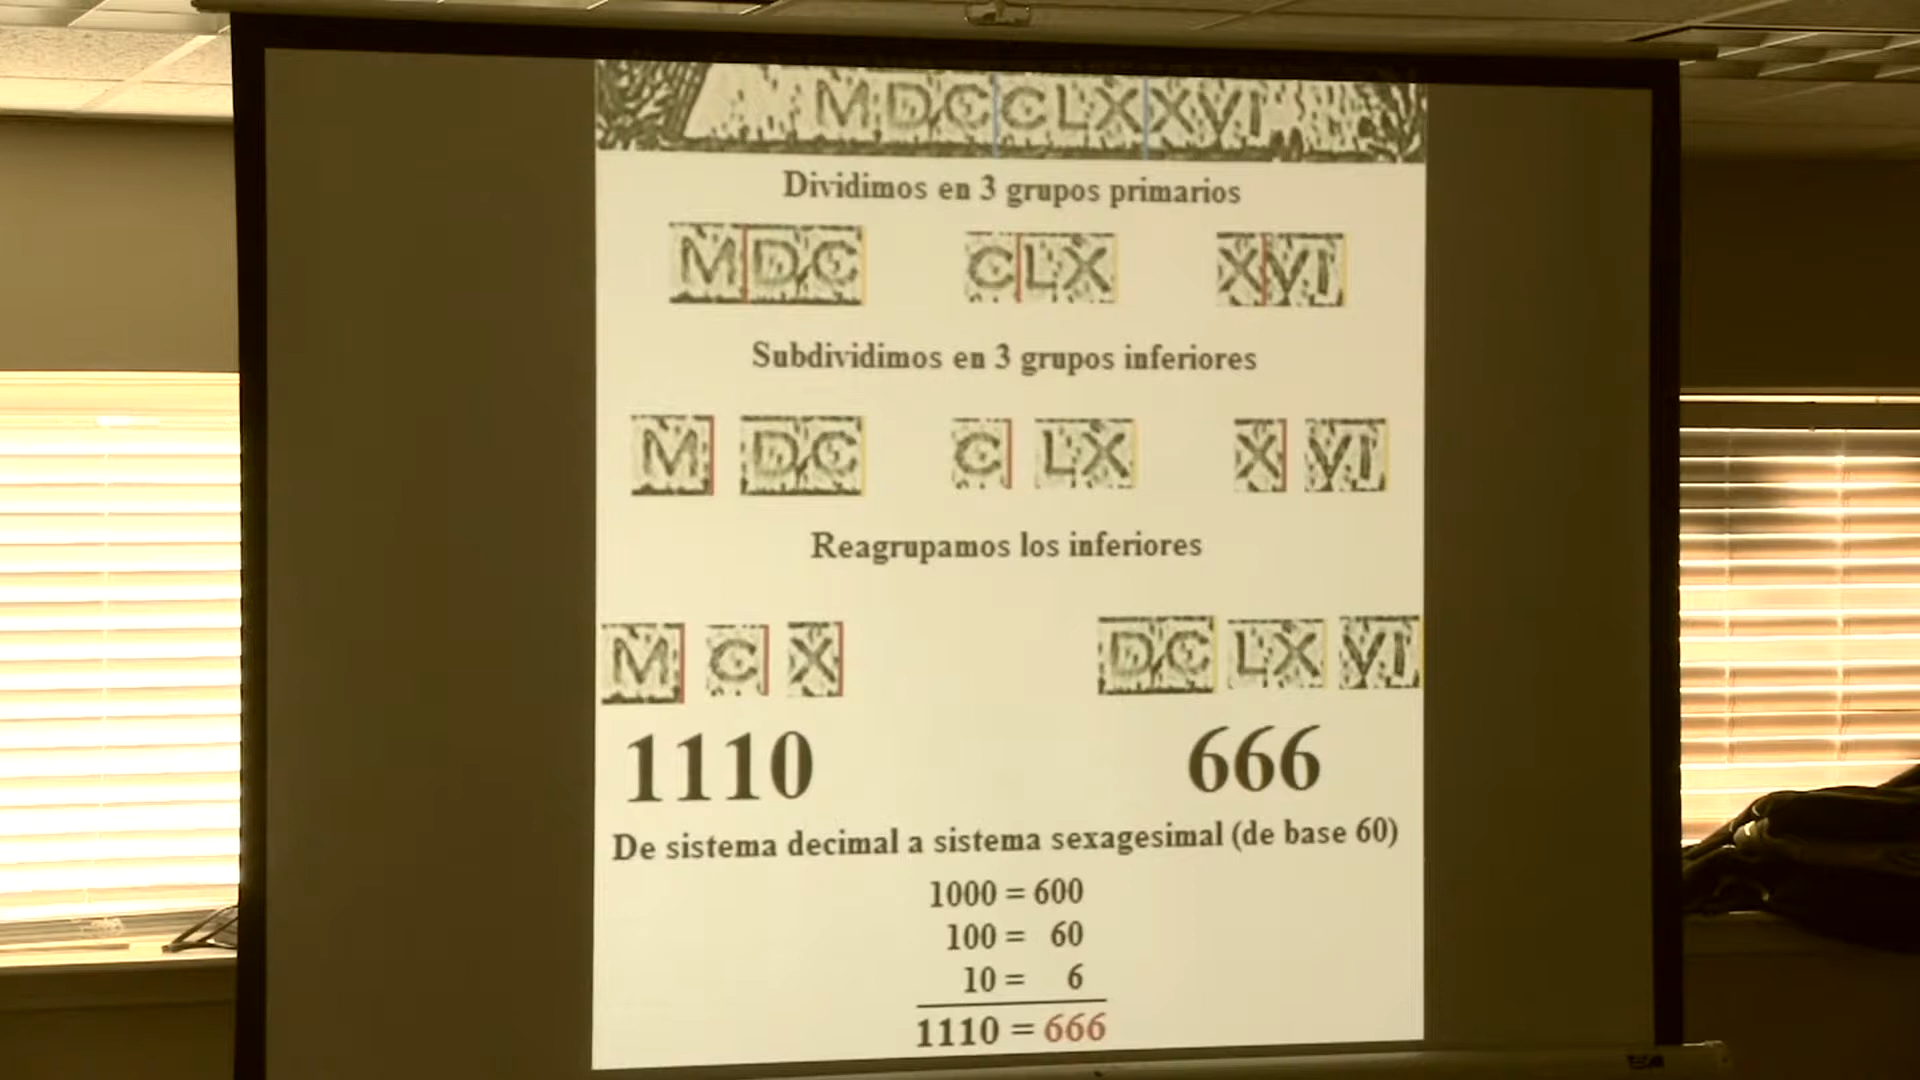 MDCCLXXVI
Dividimos en 3 grupos primarios
MDC CLX XVI
Subdividimos en 3 grupos inferiores
M DC C LX X VI
Reagrupamos los inferiores
M C X DC LX VI
1110 666
De sistema decimal a sistema sexagesimal (de base 60)
1000 = 600
100 = 60
10 = 6
1110 = 666